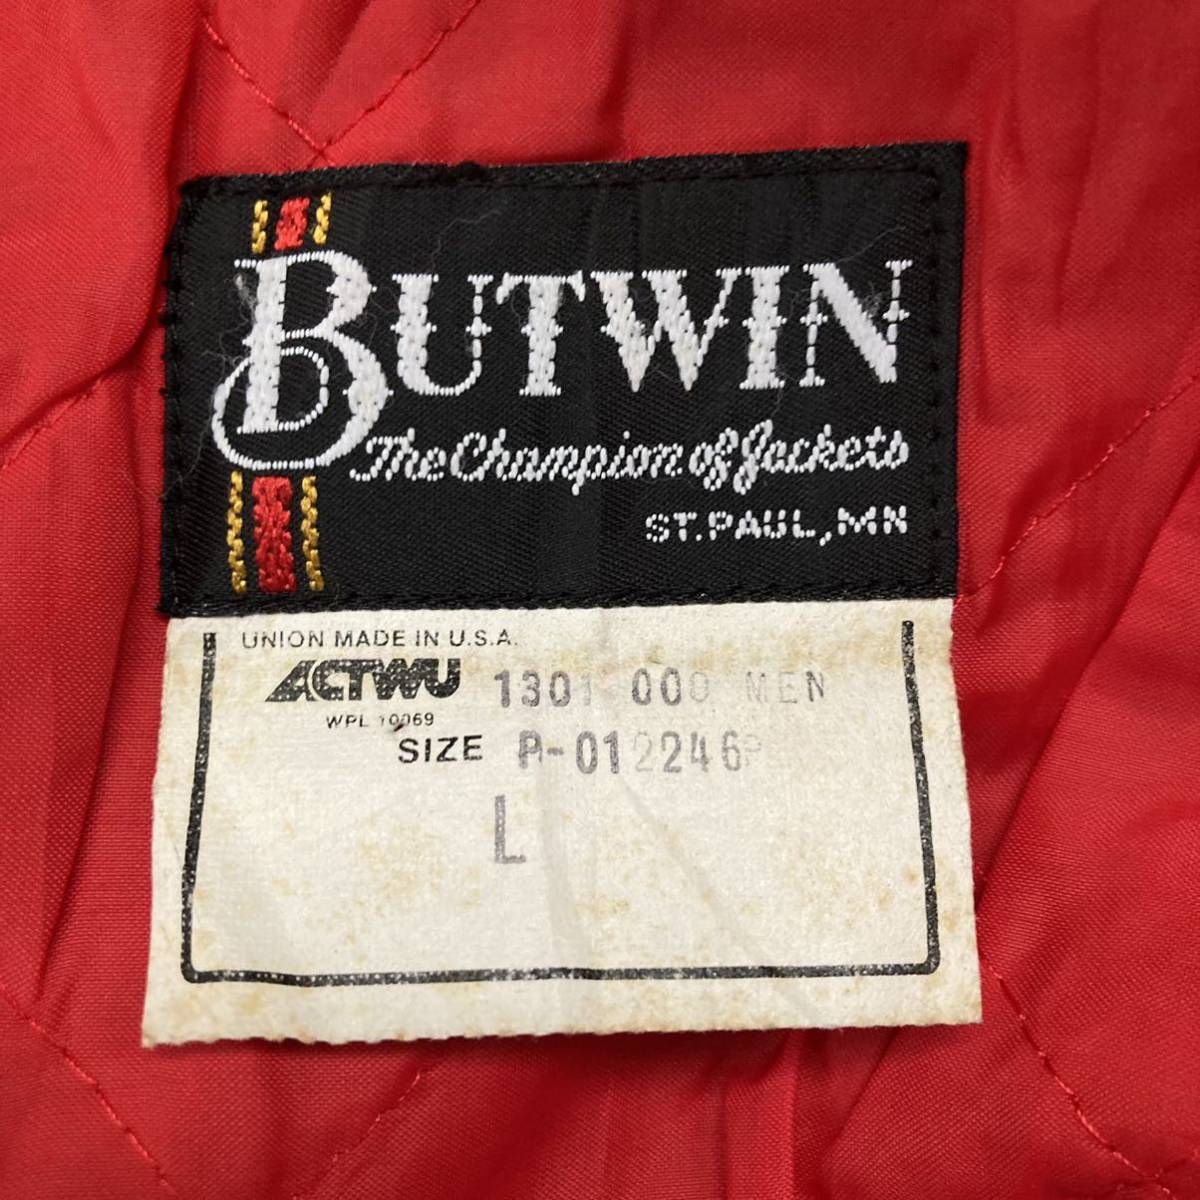 BUTWIN
The Champion of Jackets
ST. PAUL, MN
UNION MADE IN U.S.A.
ACTWU 1301 000 MEN
WPL 10069
SIZE P-012246P
L